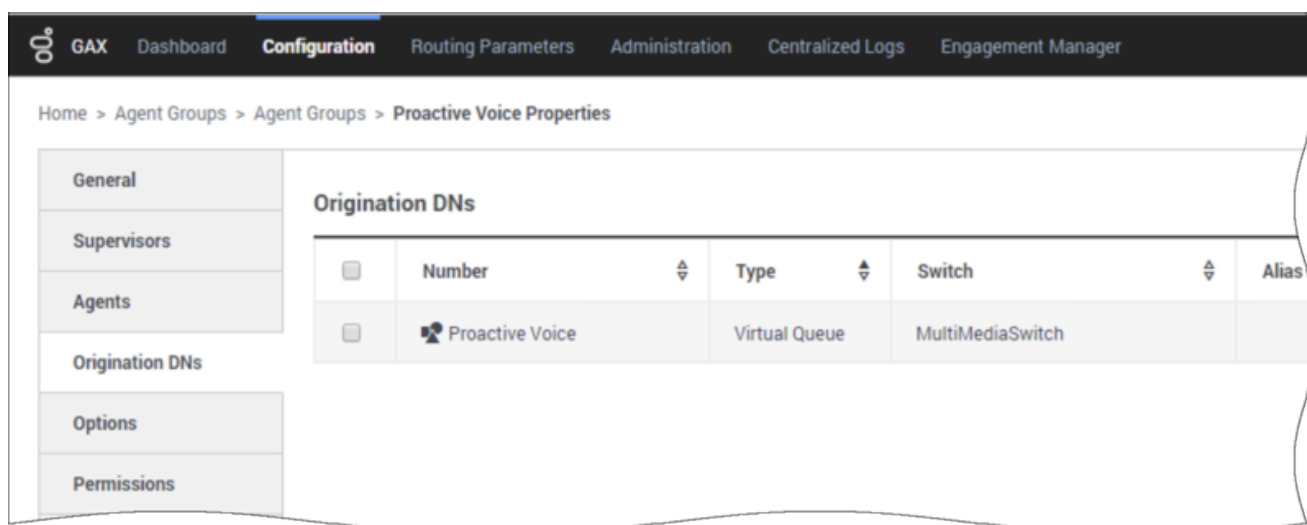 GAX Dashboard Configuration Routing Parameters Administration Centralized Logs Engagement Manager
Home > Agent Groups > Agent Groups > Proactive Voice Properties
General
Supervisors
Agents
Origination DNs
Options
Permissions
Origination DNs
Number Type Switch Alias
Proactive Voice Virtual Queue MultiMediaSwitch